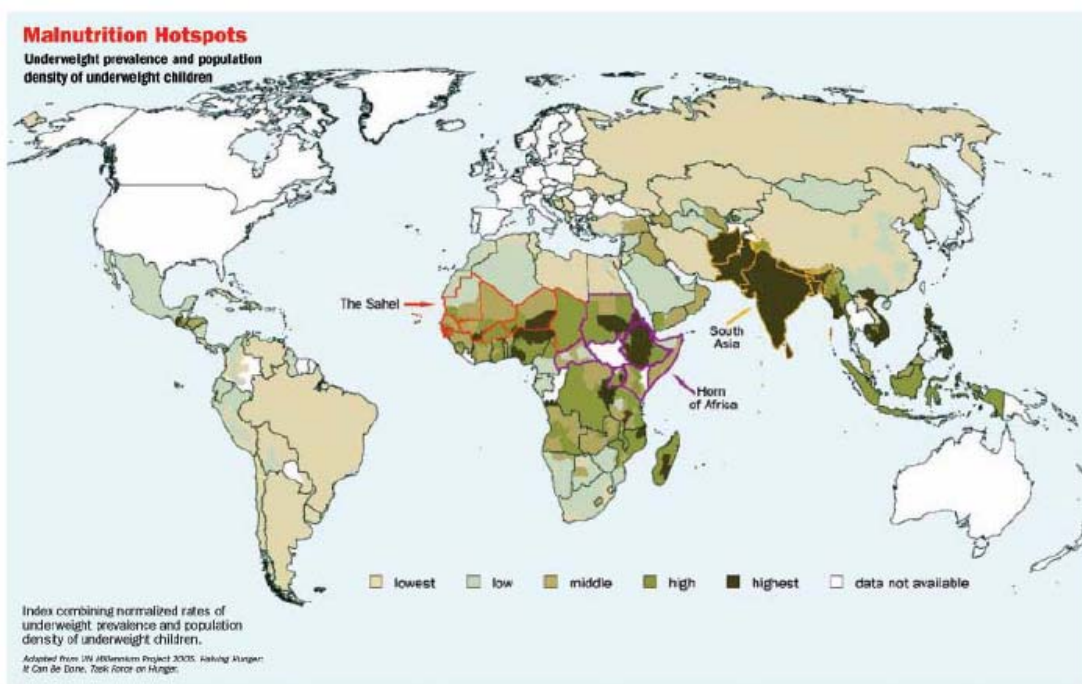 Malnutrition Hotspots
Underweight prevalence and population
density of underweight children
The Sahel
South
Asia
Horn
of Africa
lowest
low
middle
high
highest
data not available
Index combining normalized rates of
underweight prevalence and population
density of underweight children.
Adapted from UN Millennium Project 2005. Halving Hunger:
It Can Be Done, Task Force on Hunger.